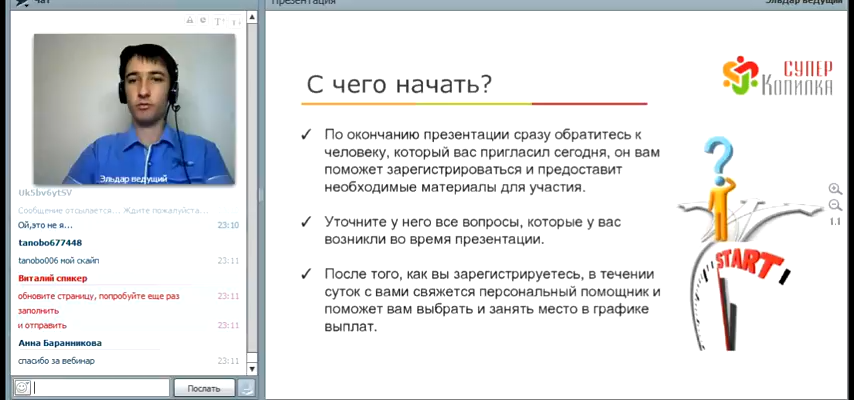 Чат
Эльдар ведущий
Uk5bv6ytSV
Сообщение отсылается... Ждите пожалуйста...
Ой,это не я...
23:10
tanobo677448
tanobo006 мой скайп
23:11
Виталий спикер
обновите страницу, попробуйте еще раз
23:11
заполнить
и отправить
23:11
Анна Баранникова
спасибо за вебинар
23:11
Послать
Презентация
Эльдар ведущий
С чего начать?
СУПЕР
Копилка
✓ По окончанию презентации сразу обратитесь к
человеку, который вас пригласил сегодня, он вам
поможет зарегистрироваться и предоставит
необходимые материалы для участия.
✓ Уточните у него все вопросы, которые у вас
возникли во время презентации.
✓ После того, как вы зарегистрируетесь, в течении
суток с вами свяжется персональный помощник и
поможет вам выбрать и занять место в графике
выплат.
?
START
1:1